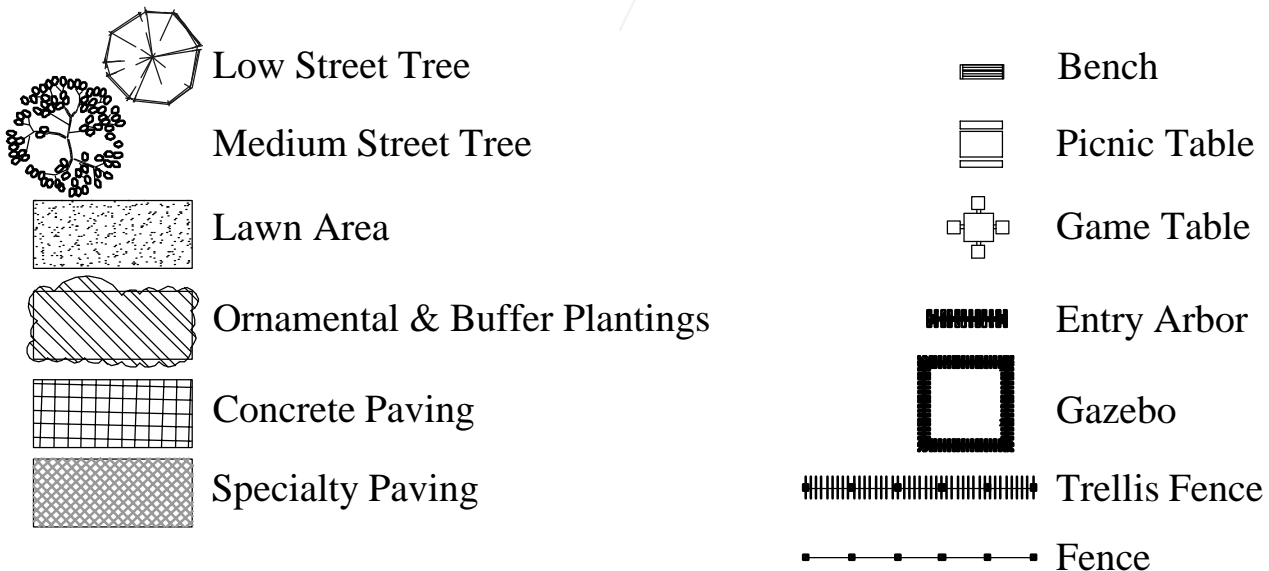 Low Street Tree
Medium Street Tree
Lawn Area
Ornamental & Buffer Plantings
Concrete Paving
Specialty Paving
Bench
Picnic Table
Game Table
Entry Arbor
Gazebo
Trellis Fence
Fence